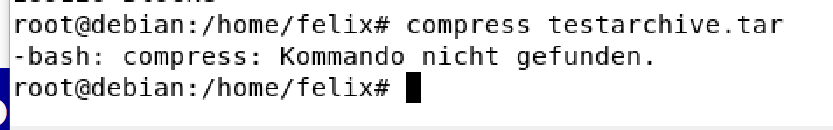 root@debian:/home/felix# compress testarchive.tar
-bash: compress: Kommando nicht gefunden.
root@debian:/home/felix#